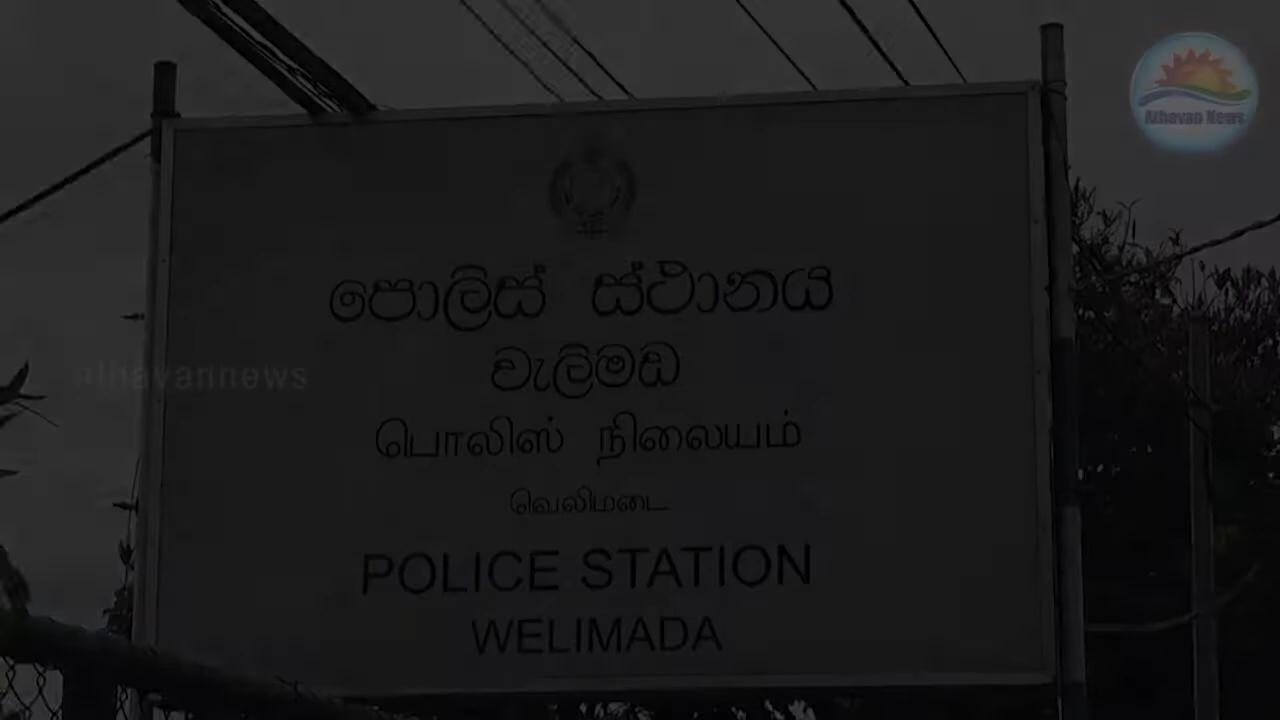 Athavan News
පොලිස් ස්ථානය
වැලිමඩ
athavannews
பொலிஸ் நிலையம்
வெலிமடை
POLICE STATION
WELIMADA